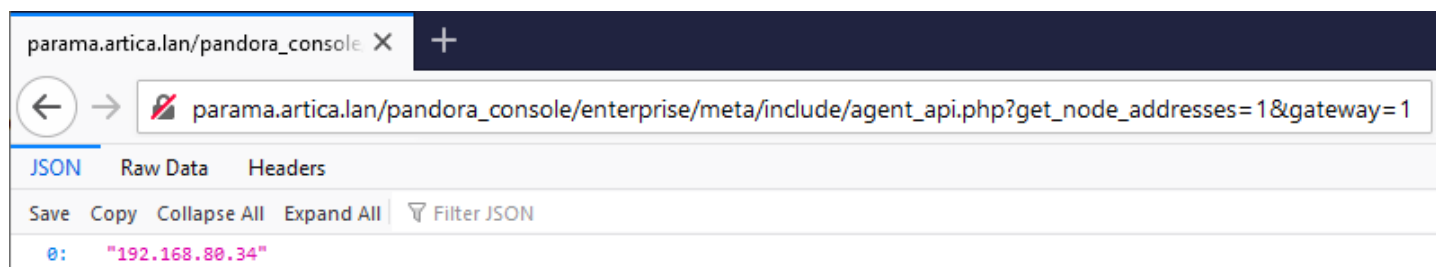 parama.artica.lan/pandora_console
parama.artica.lan/pandora_console/enterprise/meta/include/agent_api.php?get_node_addresses=1&gateway=1
JSON Raw Data Headers
Save Copy Collapse All Expand All Filter JSON
0: "192.168.80.34"